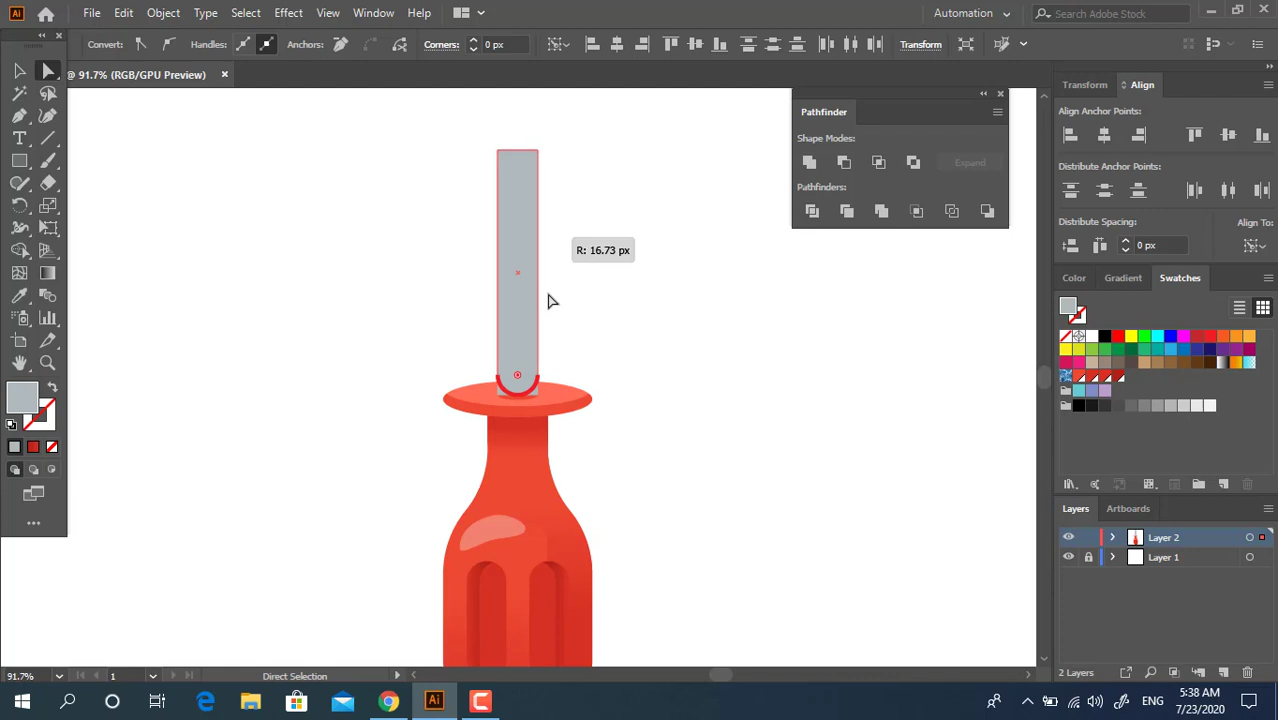 Ai File Edit Object Type Select Effect View Window Help Automation Search Adobe Stock
Convert: Handles: Anchors: Corners: 0 px Transform
@ 91.7% (RGB/GPU Preview) ×
Pathfinder
Shape Modes:
Expand
Pathfinders:
Transform Align
Align Anchor Points:
Distribute Anchor Points:
Distribute Spacing: Align To:
0 px
Color Gradient Swatches
R: 16.73 px
Layers Artboards
Layer 2
Layer 1
2 Layers
91.7% 1 Direct Selection
Ai ENG 5:38 AM
7/23/2020